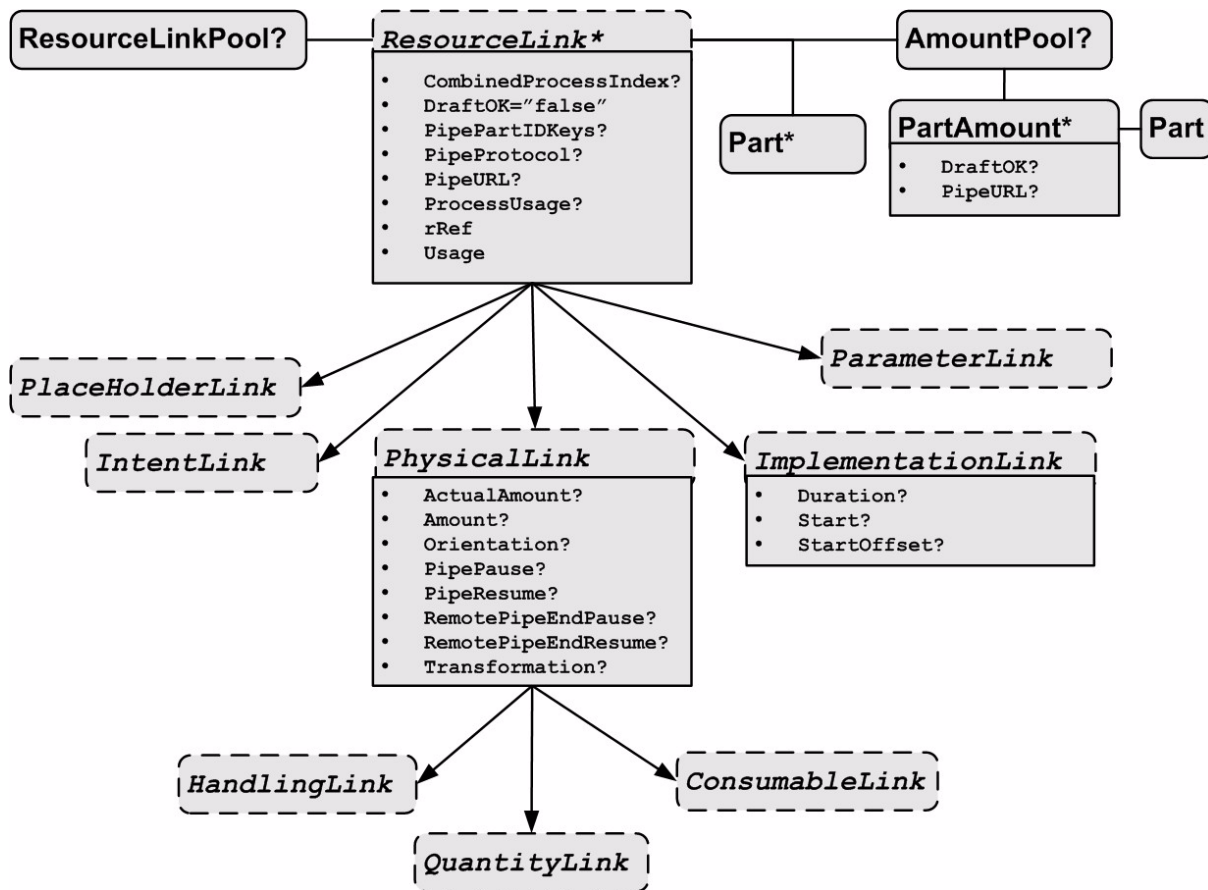 ResourceLinkPool?
ResourceLink*
• CombinedProcessIndex?
• DraftOK=”false”
• PipePartIDKeys?
• PipeProtocol?
• PipeURL?
• ProcessUsage?
• rRef
• Usage
AmountPool?
Part*
PartAmount*
• DraftOK?
• PipeURL?
Part
PlaceHolderLink
IntentLink
PhysicalLink
• ActualAmount?
• Amount?
• Orientation?
• PipePause?
• PipeResume?
• RemotePipeEndPause?
• RemotePipeEndResume?
• Transformation?
ParameterLink
ImplementationLink
• Duration?
• Start?
• StartOffset?
HandlingLink
QuantityLink
ConsumableLink